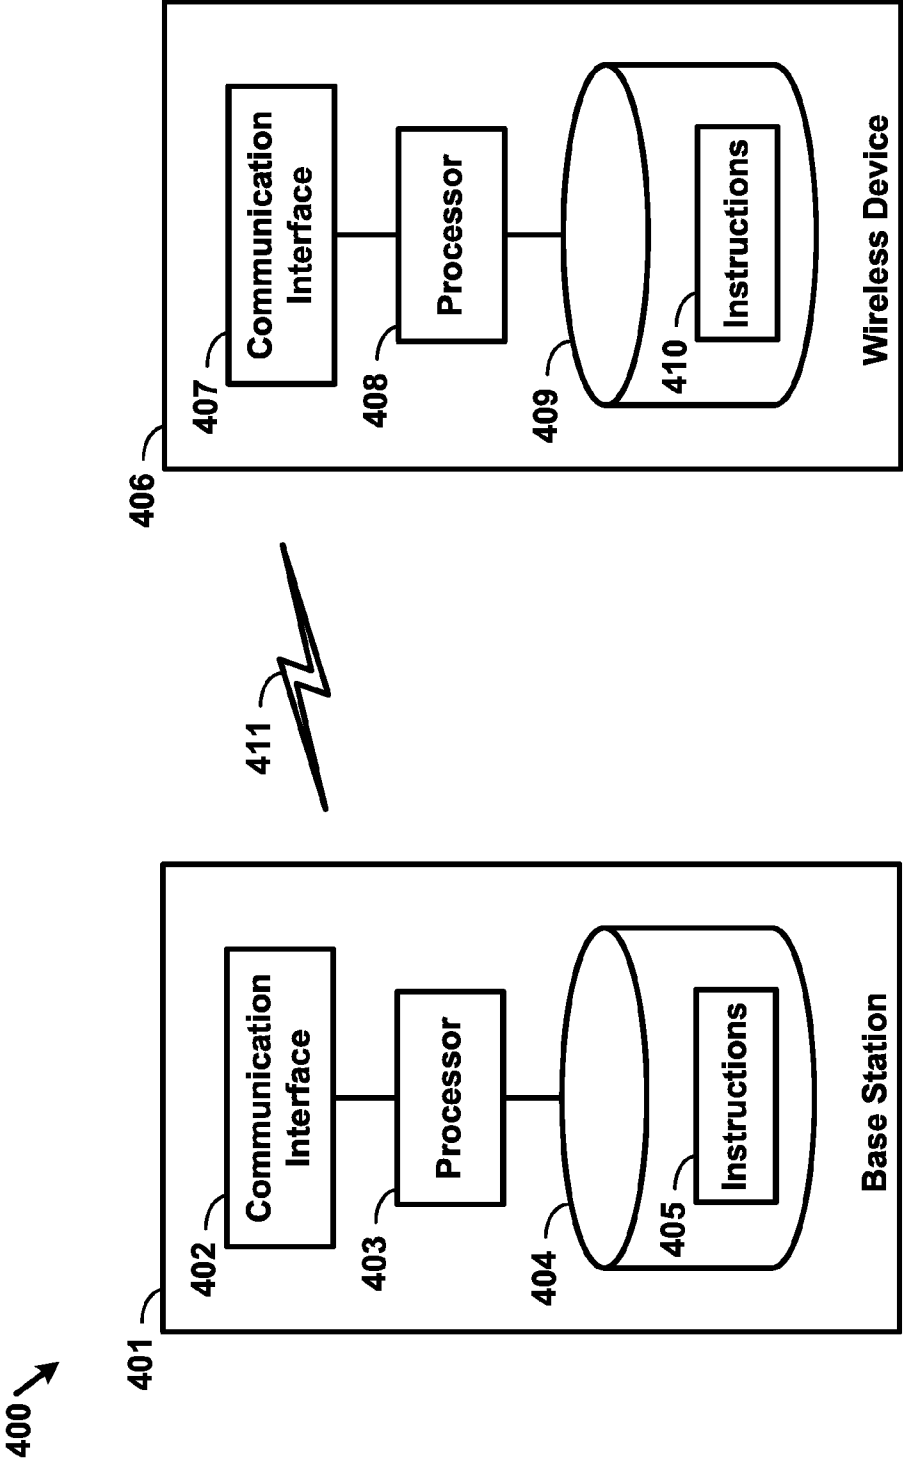 400
401
402
Communication
Interface
403
Processor
404
405
Instructions
Base Station
411
406
407
Communication
Interface
408
Processor
409
410
Instructions
Wireless Device